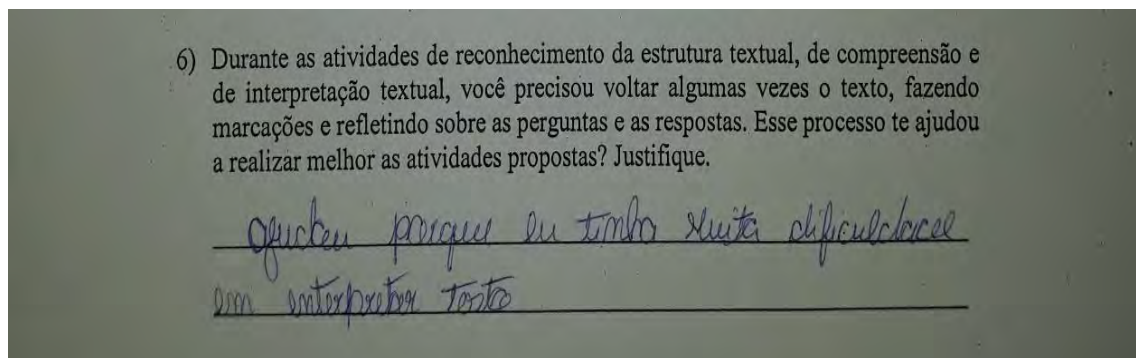 6) Durante as atividades de reconhecimento da estrutura textual, de compreensão e
de interpretação textual, você precisou voltar algumas vezes o texto, fazendo
marcações e refletindo sobre as perguntas e as respostas. Esse processo te ajudou
a realizar melhor as atividades propostas? Justifique.
ajudou porque eu tinha muita dificuldade
em interpretar texto